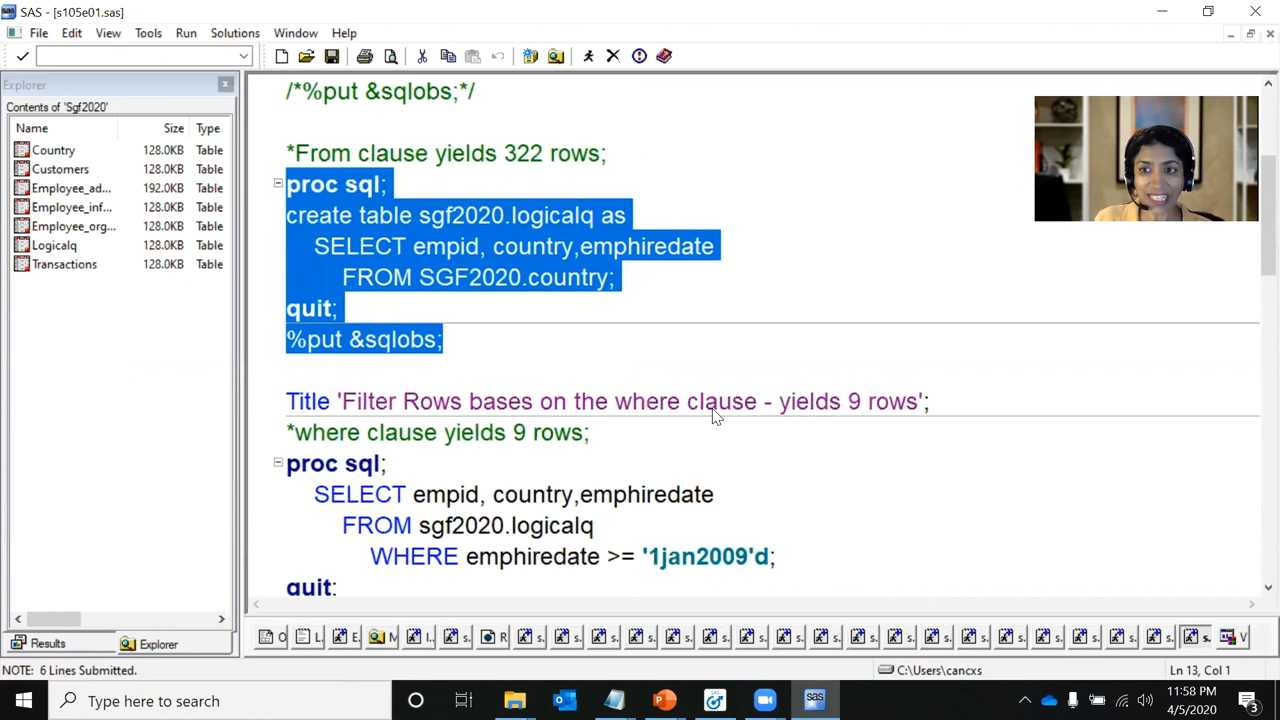 SAS - [s105e01.sas]
File Edit View Tools Run Solutions Window Help
Explorer
Contents of 'Sgf2020'
Name Size Type
Country 128.0KB Table
Customers 128.0KB Table
Employee_ad... 192.0KB Table
Employee_inf... 128.0KB Table
Employee_org... 128.0KB Table
Logicalq 128.0KB Table
Transactions 128.0KB Table
/*%put &sqlobs;*/
*From clause yields 322 rows;
proc sql;
create table sgf2020.logicalq as
SELECT empid, country,emphiredate
FROM SGF2020.country;
quit;
%put &sqlobs;
Title 'Filter Rows bases on the where clause - yields 9 rows';
*where clause yields 9 rows;
proc sql;
SELECT empid, country,emphiredate
FROM sgf2020.logicalq
WHERE emphiredate >= '1jan2009'd;
quit;
Results Explorer
O L. E. M I. s. R s. s. s. s. s. s. s. s. s. s. s. s. s. s. s. s. s. s. s. V
NOTE: 6 Lines Submitted.
C:\Users\cancxs
Ln 13, Col 1
Type here to search
sas
11:58 PM
4/5/2020
3